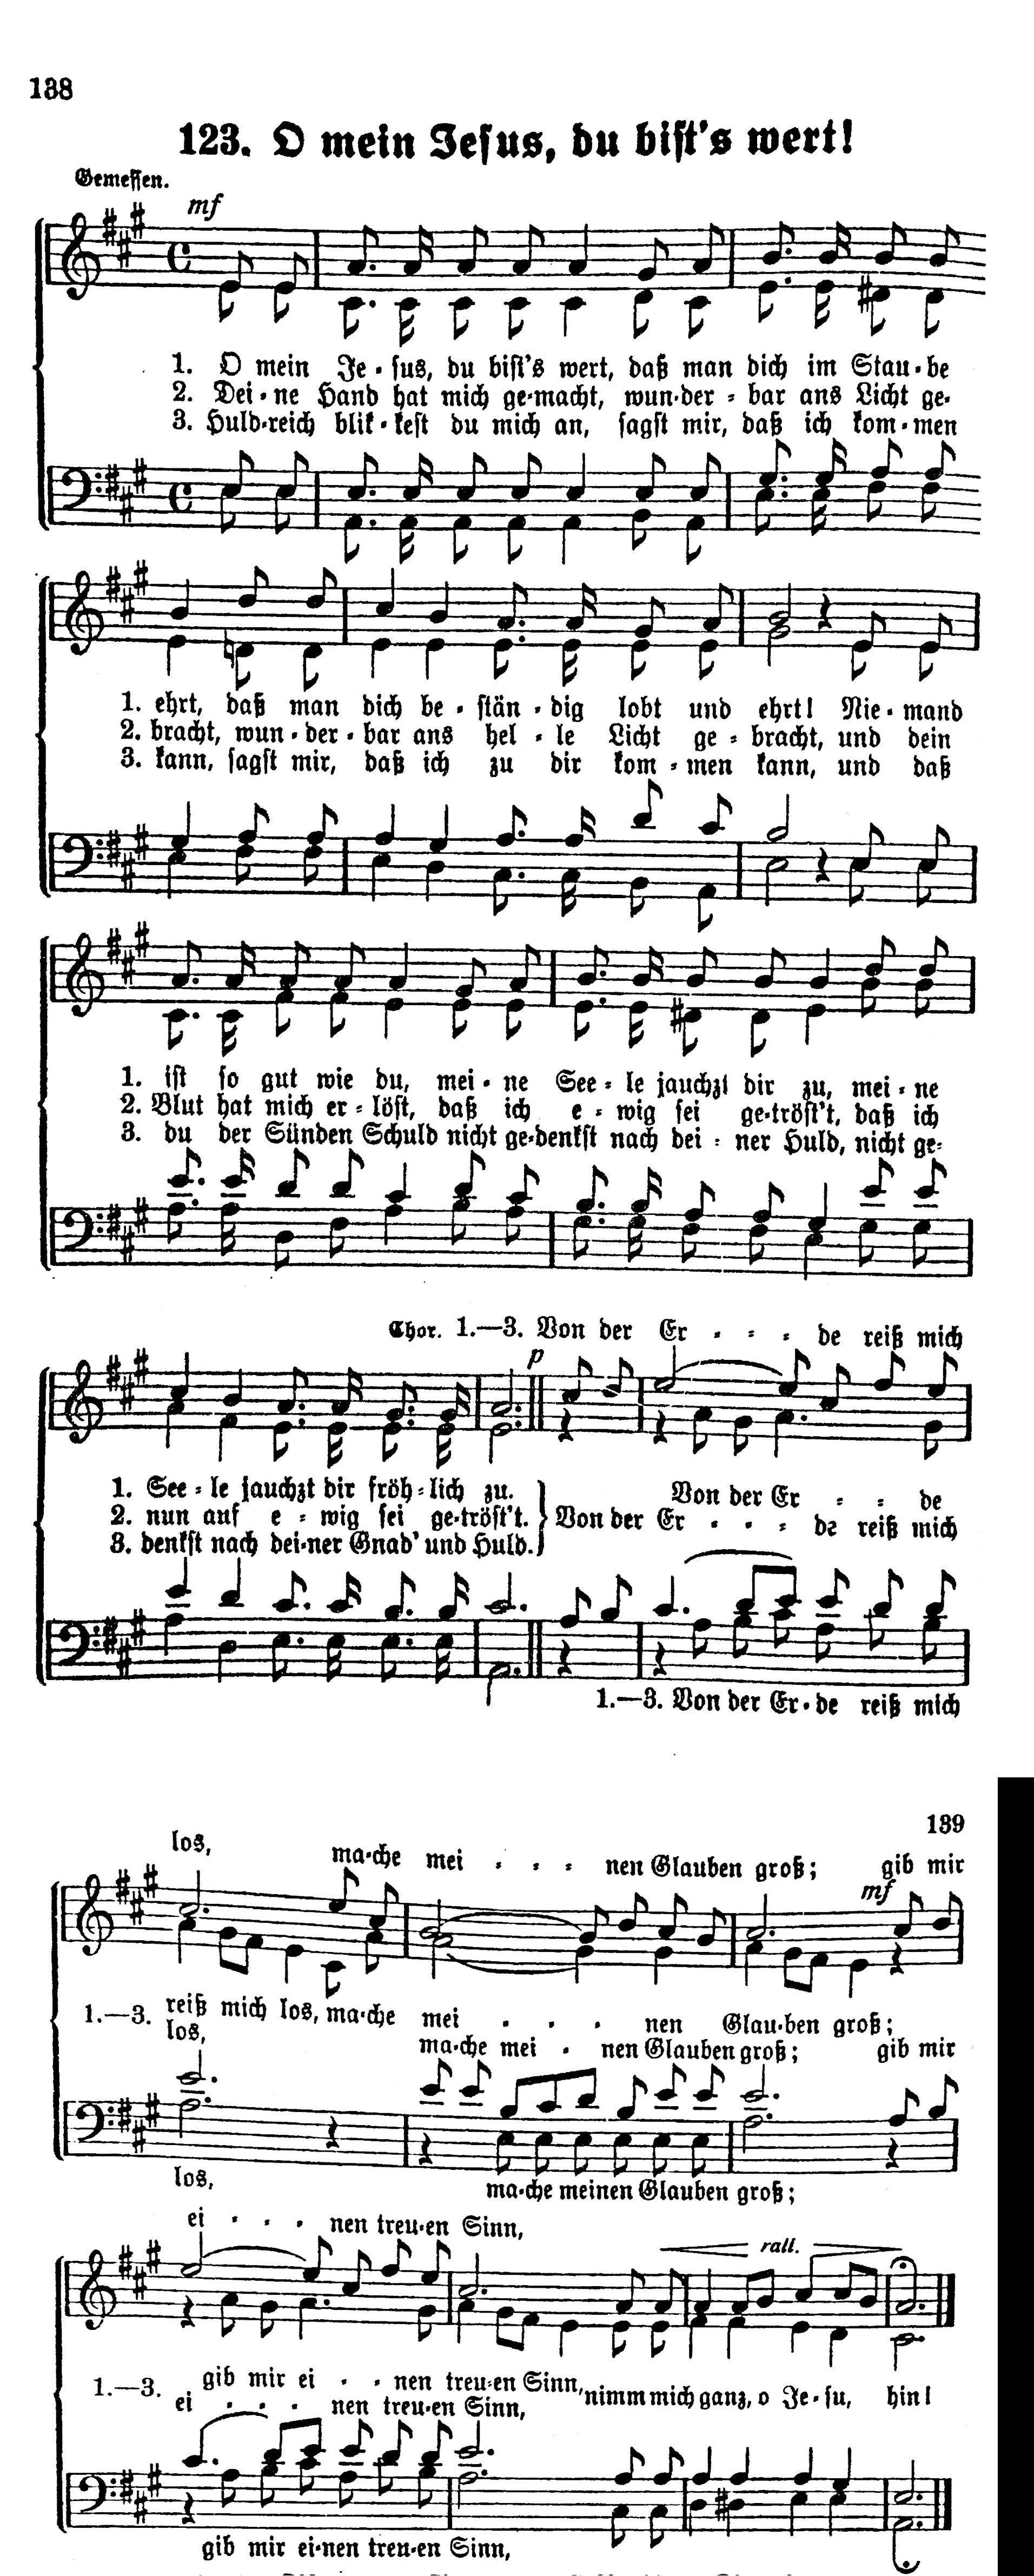 138
123. O mein Jesus, du bist's wert!
Gemessen.
mf
1. O mein Je-sus, du bist's wert, daß man dich im Stau-be
2. Dei-ne Hand hat mich ge-macht, wun-der-bar ans Licht ge-
3. Huld-reich blik-kest du mich an, sagst mir, daß ich kom-men
1. ehrt, daß man dich be-stän-dig lobt und ehrt! Nie-mand
2. bracht, wun-der-bar ans hel-le Licht ge-bracht, und dein
3. kann, sagst mir, daß ich zu dir kom-men kann, und daß
1. ist so gut wie du, mei-ne See-le jauchzt dir zu, mei-ne
2. Blut hat mich er-löst, daß ich e-wig sei ge-tröst't, daß ich
3. du der Sünden Schuld nicht ge-denkst nach dei-ner Huld, nicht ge-
Chor. 1.—3. Von der Er - - - de reiß mich
p
1. See-le jauchzt dir fröh-lich zu. Von der Er - - de
2. nun auf e-wig sei ge-tröst't. Von der Er - - - de reiß mich
3. denkst nach dei-ner Gnad' und Huld.
1.—3. Von der Er-de reiß mich
139
los, ma-che mei - - - nen Glauben groß; gib mir
mf
1.—3. reiß mich los, ma-che mei - - - nen Glau-ben groß;
los, ma-che mei - nen Glauben groß; gib mir
los, ma-che meinen Glauben groß;
ei - - - nen treu-en Sinn,
rall.
1.—3. gib mir ei - - nen treu-en Sinn, nimm mich ganz, o Je-su, hin!
ei - - - nen treu-en Sinn,
gib mir ei-nen treu-en Sinn,